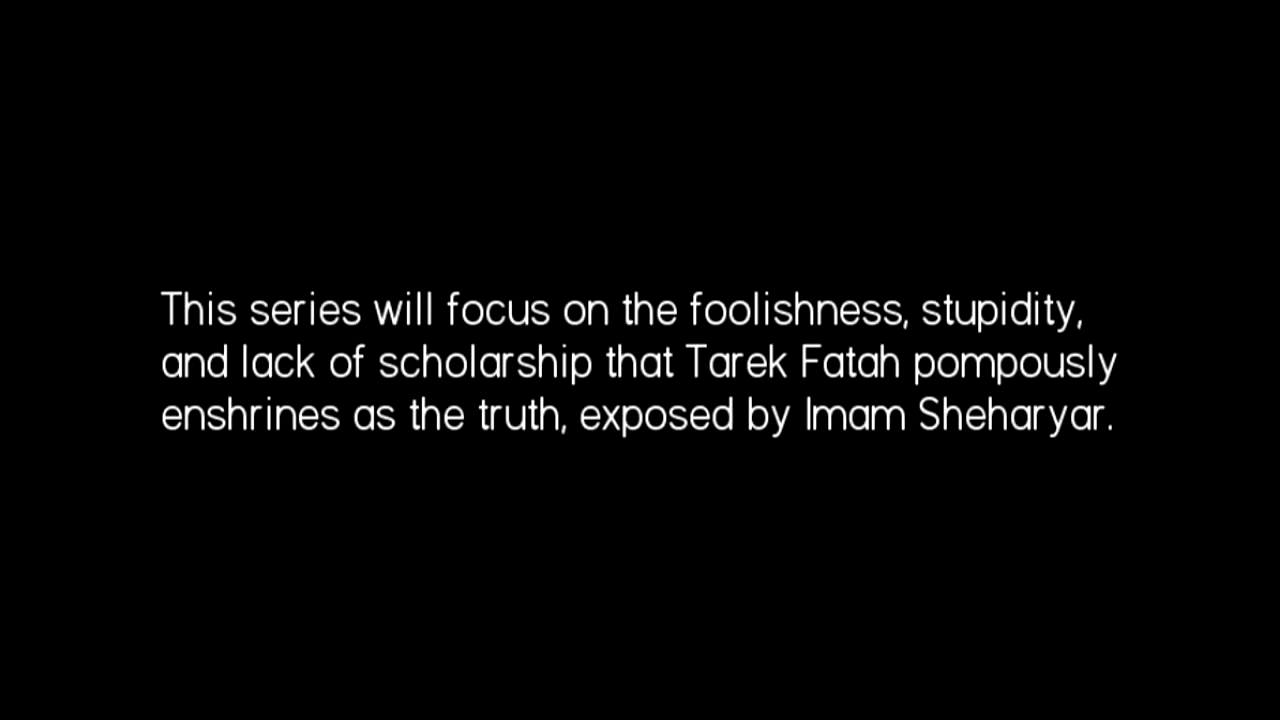 This series will focus on the foolishness, stupidity,
and lack of scholarship that Tarek Fatah pompously
enshrines as the truth, exposed by Imam Sheharyar.